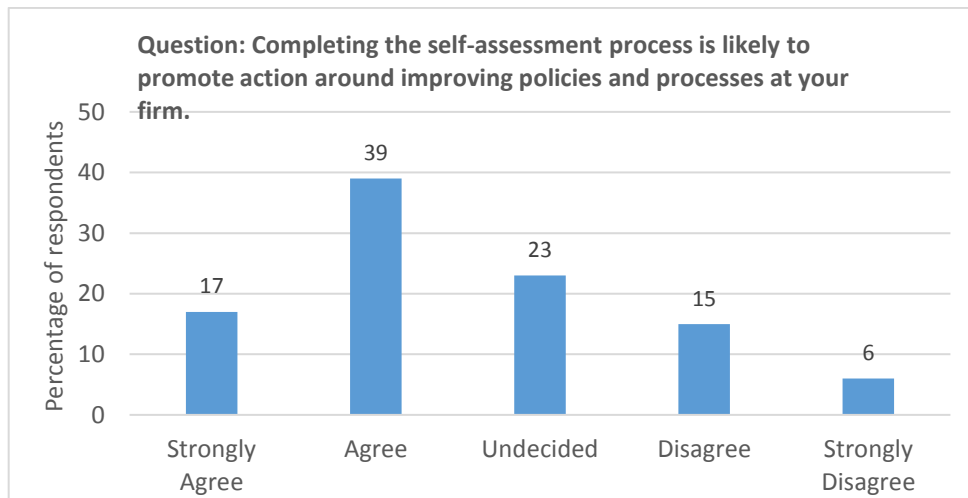 Question: Completing the self-assessment process is likely to
promote action around improving policies and processes at your
firm.
Percentage of respondents
50
40
30
20
10
0
17
39
23
15
6
Strongly
Agree
Agree
Undecided
Disagree
Strongly
Disagree